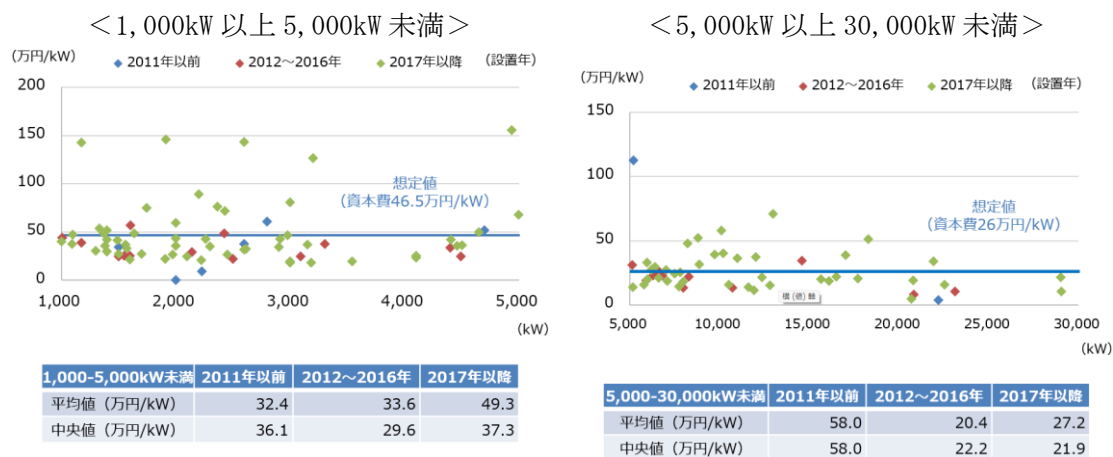 ＜1,000kW 以上 5,000kW 未満＞
（万円/kW）
2011年以前
2012～2016年
2017年以降
（設置年）
200
150
100
50
0
想定値
（資本費46.5万円/kW）
1,000
2,000
3,000
4,000
5,000
（kW）
1,000-5,000kW未満 2011年以前 2012～2016年 2017年以降
平均値（万円/kW） 32.4 33.6 49.3
中央値（万円/kW） 36.1 29.6 37.3
＜5,000kW 以上 30,000kW 未満＞
（万円/kW）
2011年以前
2012～2016年
2017年以降
（設置年）
150
100
50
0
想定値
（資本費26万円/kW）
横 (値) 軸
5,000
10,000
15,000
20,000
25,000
30,000
（kW）
5,000-30,000kW未満 2011年以前 2012～2016年 2017年以降
平均値（万円/kW） 58.0 20.4 27.2
中央値（万円/kW） 58.0 22.2 21.9